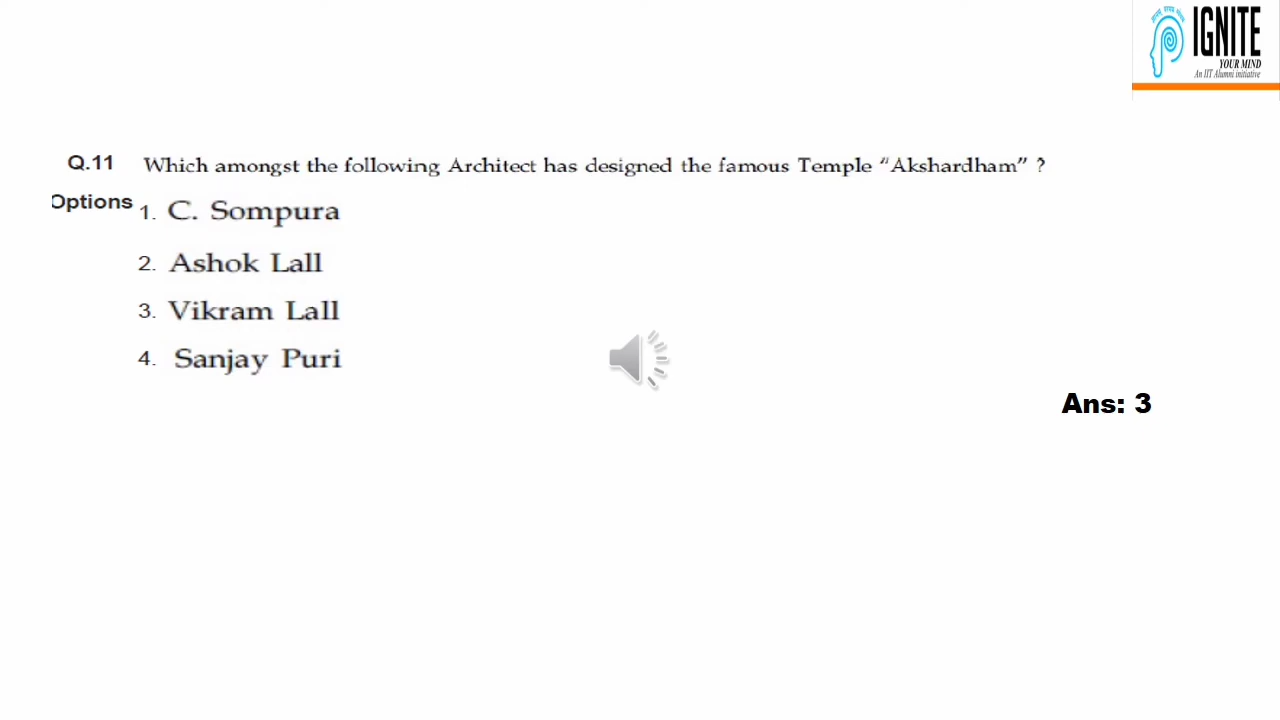 IGNITE
YOUR MIND
An IIT Alumni initiative
Q.11 Which amongst the following Architect has designed the famous Temple "Akshardham" ?
Options 1. C. Sompura
2. Ashok Lall
3. Vikram Lall
4. Sanjay Puri
Ans: 3